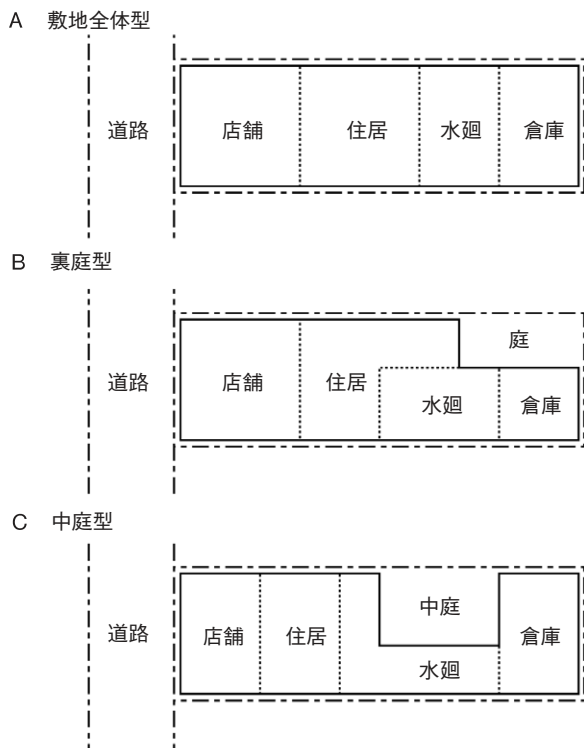 A 敷地全体型
道路 店舗 住居 水廻 倉庫
B 裏庭型
庭
道路 店舗 住居 水廻 倉庫
C 中庭型
中庭
道路 店舗 住居 倉庫
水廻